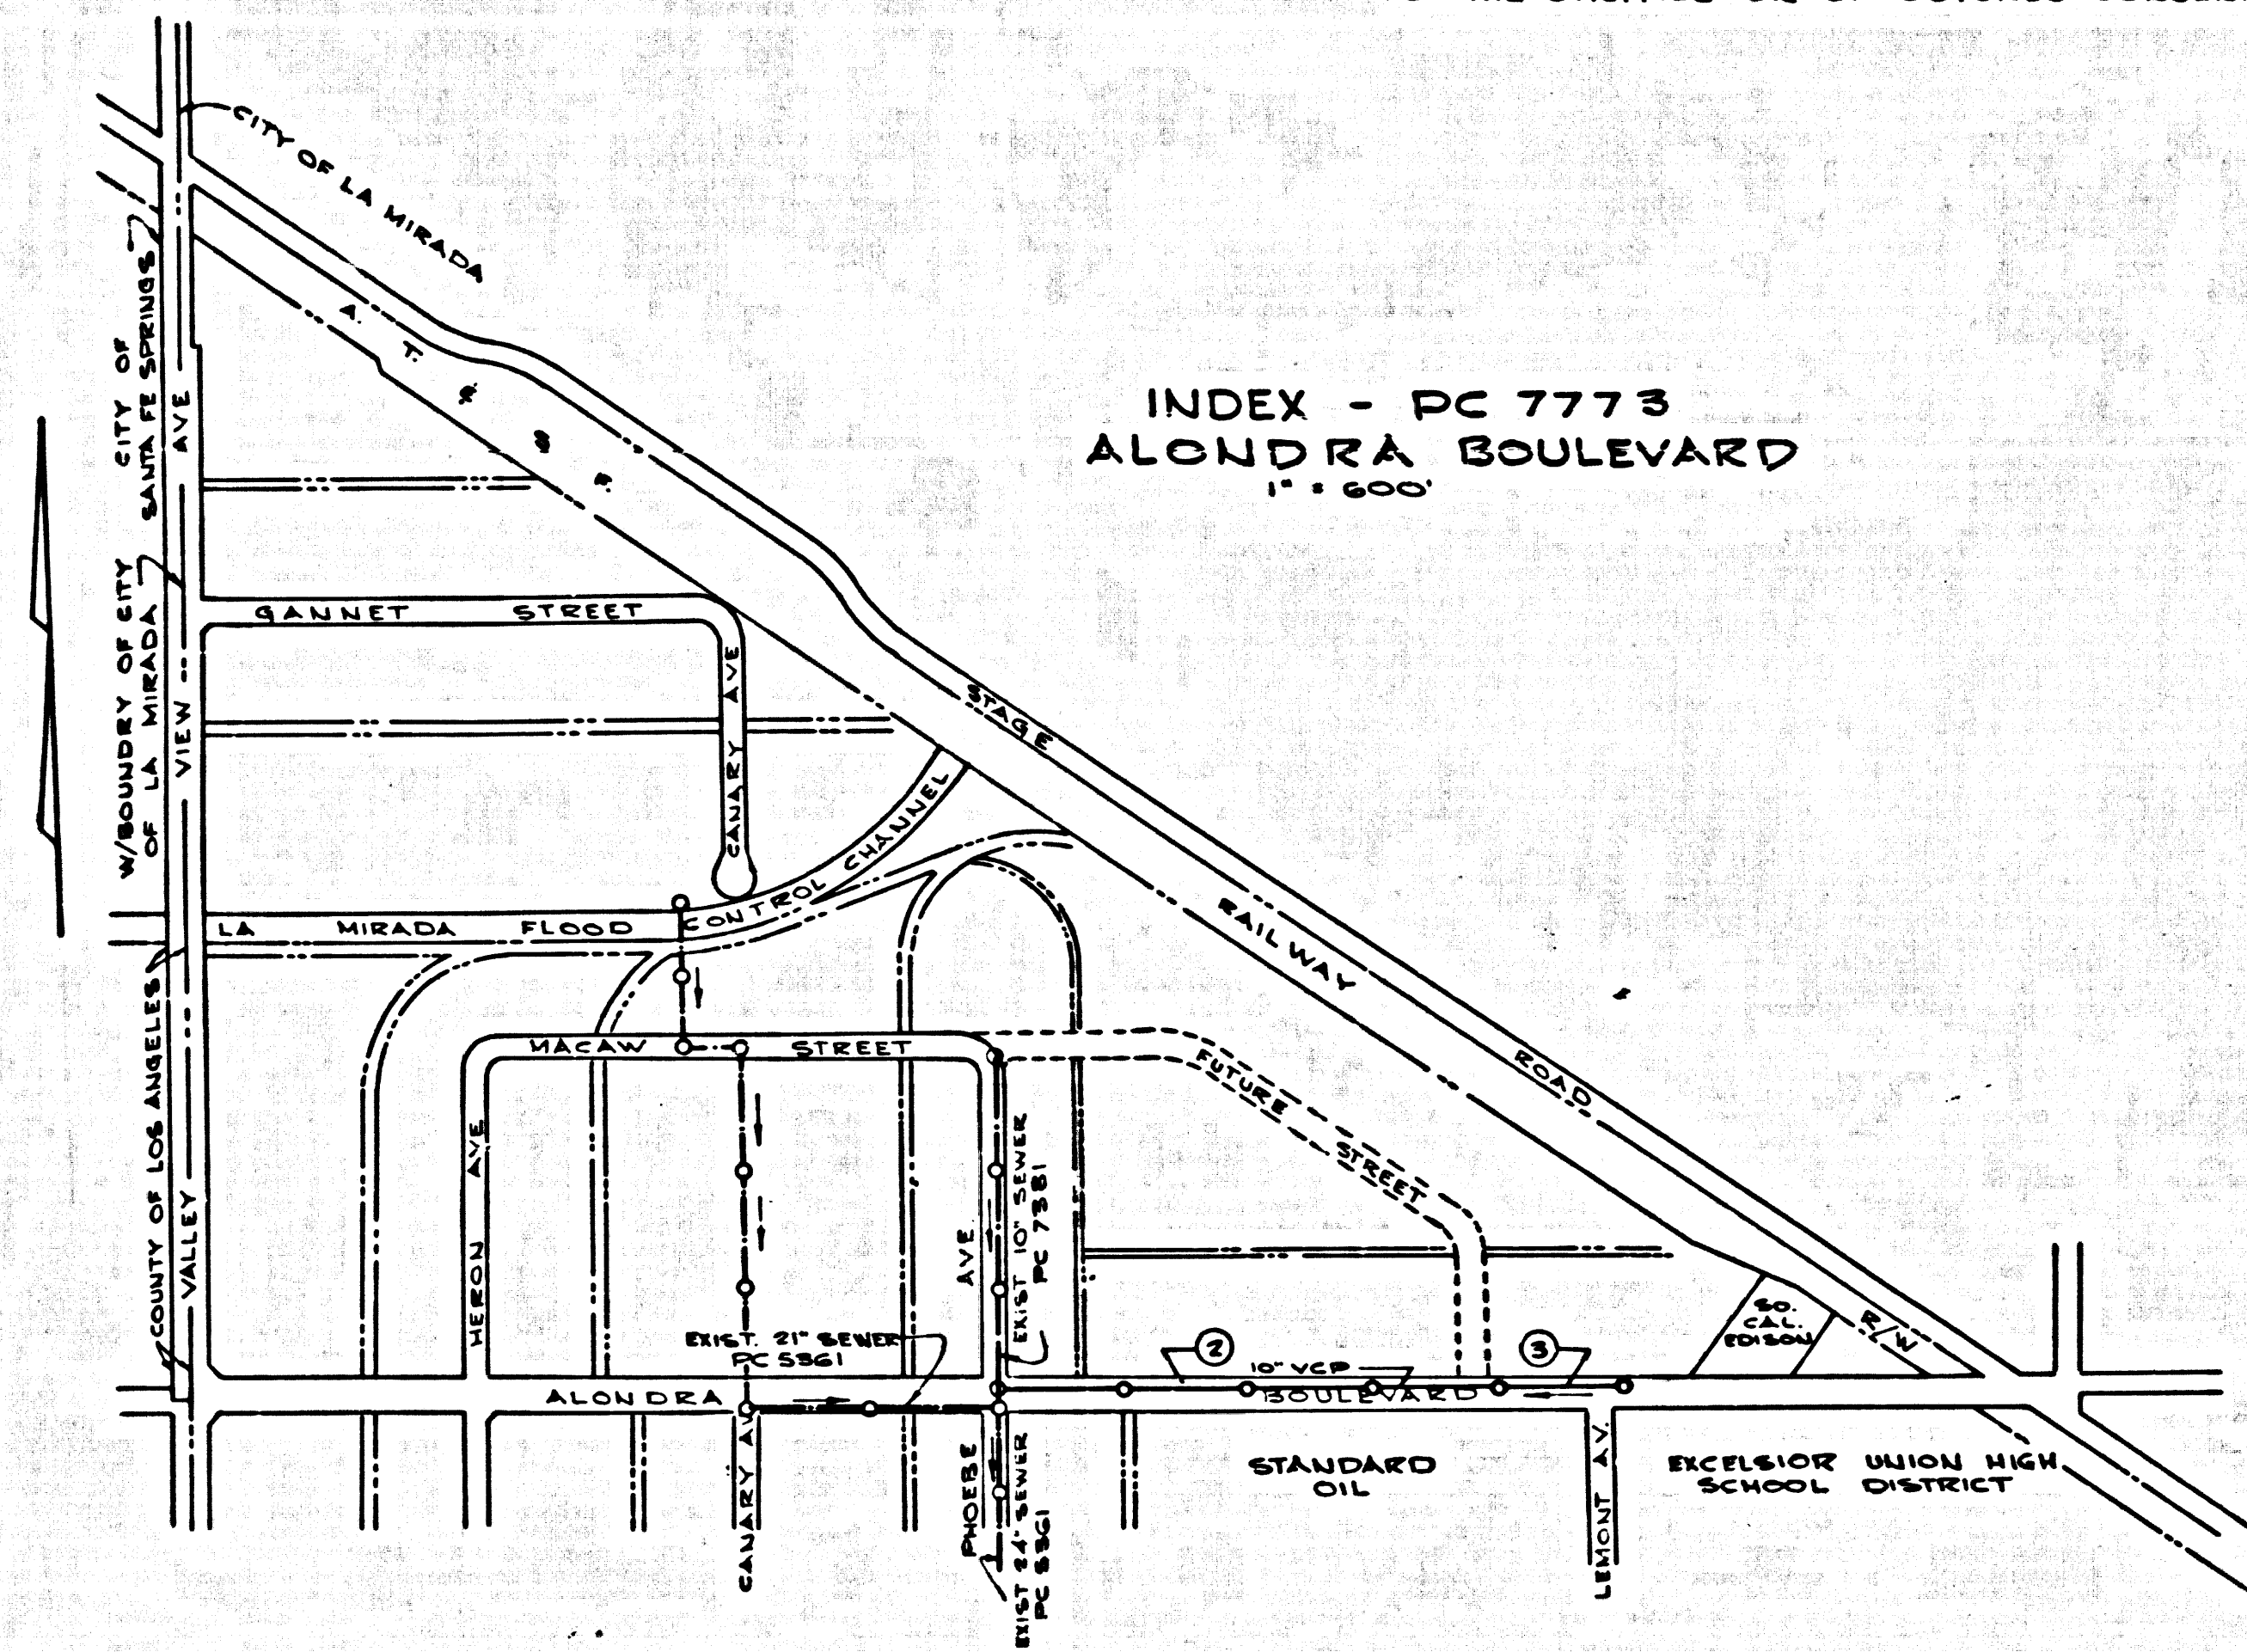 CITY OF LA MIRADA
CITY OF
SANTA FE SPRINGS
W/BOUNDRY OF CITY
OF LA MIRADA
COUNTY OF LOS ANGELES
VALLEY VIEW AVE
A. T. & S. F.
RAILWAY
R/W
STAGE ROAD
INDEX - PC 7773
ALONDRA BOULEVARD
1" = 600'
GANNET STREET
CANARY AVE
LA MIRADA FLOOD CONTROL CHANNEL
MACAW STREET
FUTURE STREET
HERON AVE
AVE.
EXIST 10" SEWER
PC 7381
EXIST. 21" SEWER
PC 5361
2
10" VCP
3
SO.
CAL.
EDISON
ALONDRA BOULEVARD
CANARY AV
PHOEBE
EXIST 24" SEWER
PC 5361
STANDARD
OIL
LEMONT AV.
EXCELSIOR UNION HIGH
SCHOOL DISTRICT